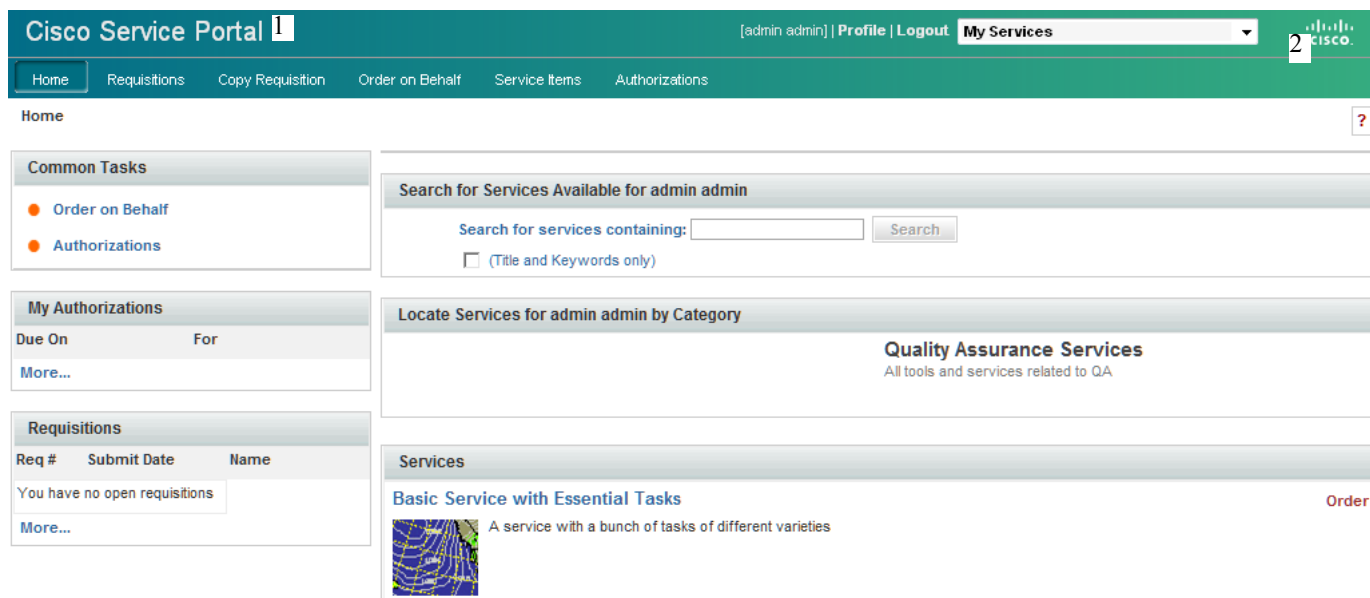 Cisco Service Portal 1
[admin admin] | Profile | Logout My Services
2
CISCO.
Home Requisitions Copy Requisition Order on Behalf Service Items Authorizations
Home
?
Common Tasks
Order on Behalf
Authorizations
My Authorizations
Due On For
More...
Requisitions
Req # Submit Date Name
You have no open requisitions
More...
Search for Services Available for admin admin
Search for services containing: Search
(Title and Keywords only)
Locate Services for admin admin by Category
Quality Assurance Services
All tools and services related to QA
Services
Basic Service with Essential Tasks Order
A service with a bunch of tasks of different varieties